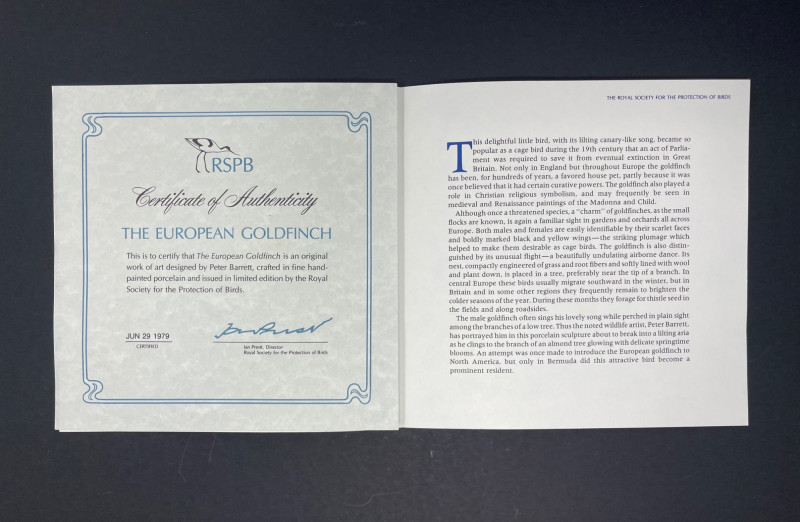 RSPB
Certificate of Authenticity
THE EUROPEAN GOLDFINCH
This is to certify that The European Goldfinch is an original
work of art designed by Peter Barrett, crafted in fine hand-
painted porcelain and issued in limited edition by the Royal
Society for the Protection of Birds.
JUN 29 1979
CERTIFIED
Ian Prestt, Director
Royal Society for the Protection of Birds
THE ROYAL SOCIETY FOR THE PROTECTION OF BIRDS
This delightful little bird, with its lilting canary-like song, became so
popular as a cage bird during the 19th century that an act of Parlia-
ment was required to save it from eventual extinction in Great
Britain. Not only in England but throughout Europe the goldfinch
has been, for hundreds of years, a favored house pet, partly because it was
once believed that it had certain curative powers. The goldfinch also played a
role in Christian religious symbolism, and may frequently be seen in
medieval and Renaissance paintings of the Madonna and Child.
Although once a threatened species, a "charm" of goldfinches, as the small
flocks are known, is again a familiar sight in gardens and orchards all across
Europe. Both males and females are easily identifiable by their scarlet faces
and boldly marked black and yellow wings—the striking plumage which
helped to make them desirable as cage birds. The goldfinch is also distin-
guished by its unusual flight—a beautifully undulating airborne dance. Its
nest, compactly engineered of grass and root fibers and softly lined with wool
and plant down, is placed in a tree, preferably near the tip of a branch. In
central Europe these birds usually migrate southward in the winter, but in
Britain and in some other regions they frequently remain to brighten the
colder seasons of the year. During these months they forage for thistle seed in
the fields and along roadsides.
The male goldfinch often sings his lovely song while perched in plain sight
among the branches of a low tree. Thus the noted wildlife artist, Peter Barrett,
has portrayed him in this porcelain sculpture about to break into a lilting aria
as he clings to the branch of an almond tree glowing with delicate springtime
blooms. An attempt was once made to introduce the European goldfinch to
North America, but only in Bermuda did this attractive bird become a
prominent resident.